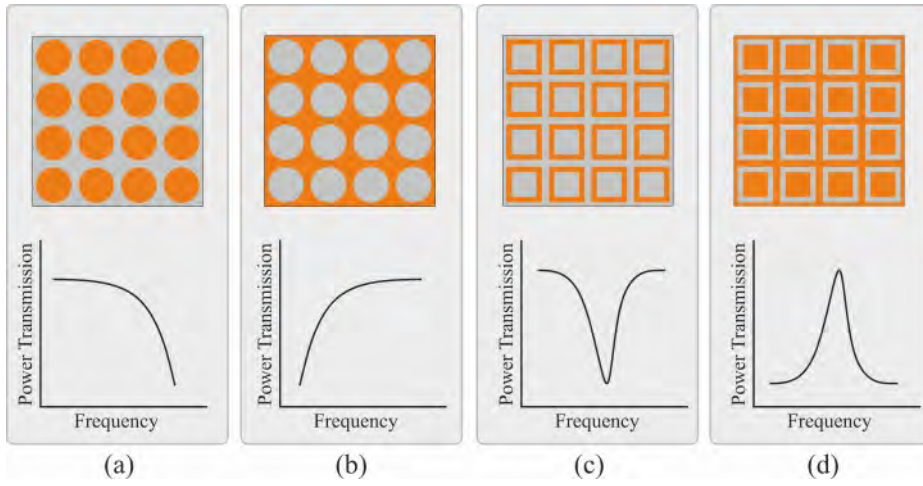 Power Transmission
Frequency
(a)
Power Transmission
Frequency
(b)
Power Transmission
Frequency
(c)
Power Transmission
Frequency
(d)